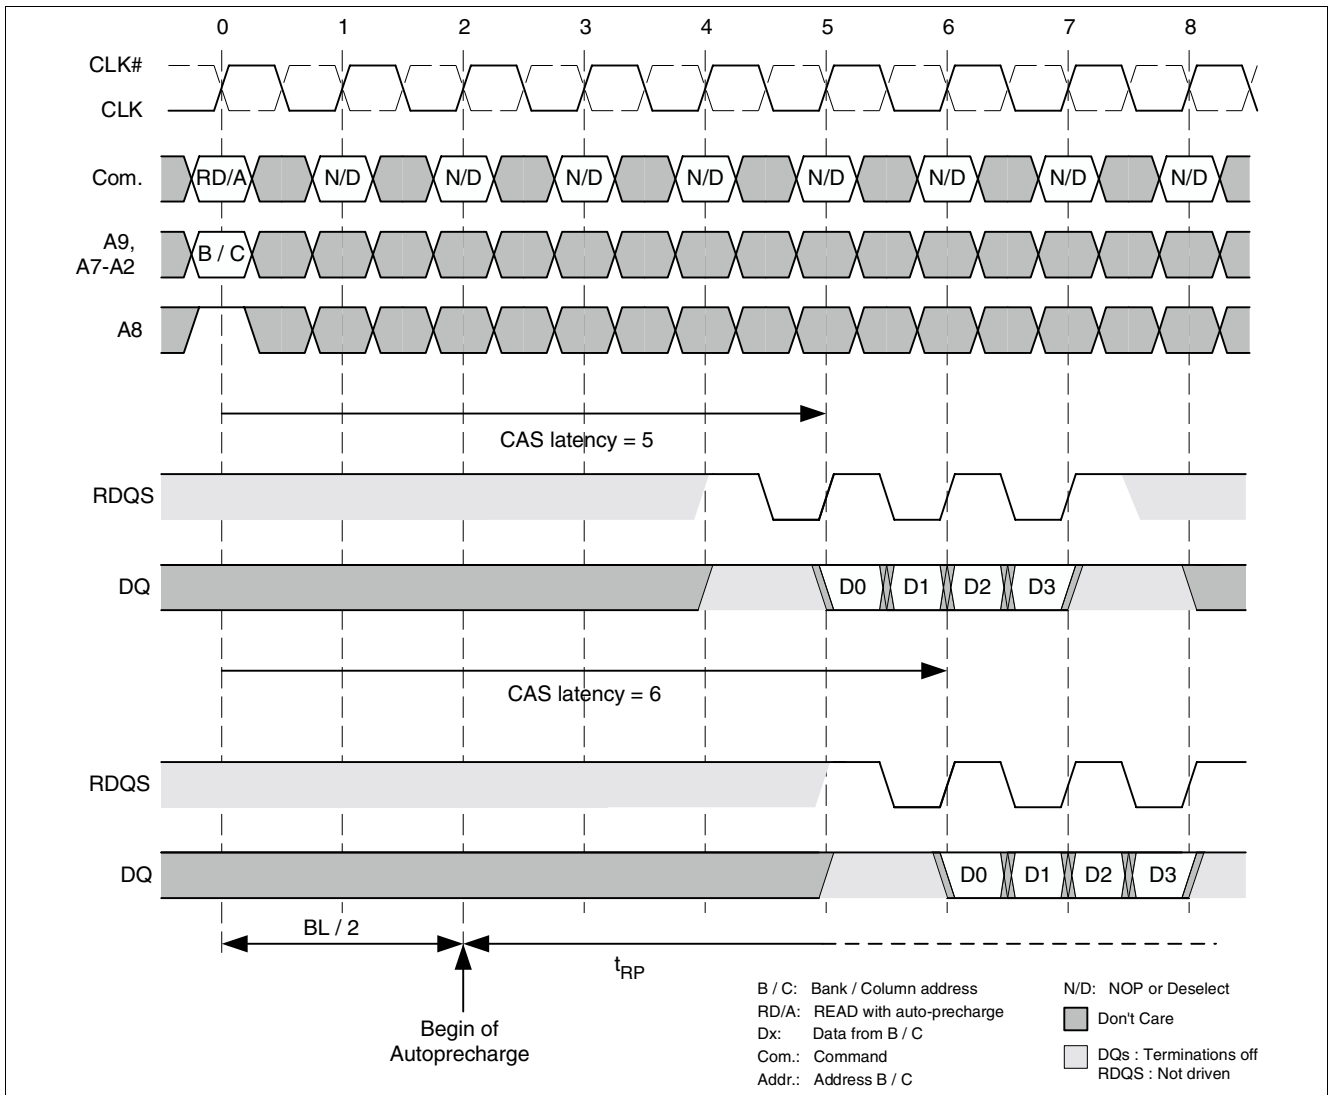 0 1 2 3 4 5 6 7 8
CLK#
CLK
Com. RD/A N/D N/D N/D N/D N/D N/D N/D N/D
A9,
A7-A2 B / C
A8
CAS latency = 5
RDQS
DQ D0 D1 D2 D3
CAS latency = 6
RDQS
DQ D0 D1 D2 D3
BL / 2
tRP
Begin of
Autoprecharge
B / C: Bank / Column address
RD/A: READ with auto-precharge
Dx: Data from B / C
Com.: Command
Addr.: Address B / C
N/D: NOP or Deselect
Don't Care
DQs : Terminations off
RDQS : Not driven